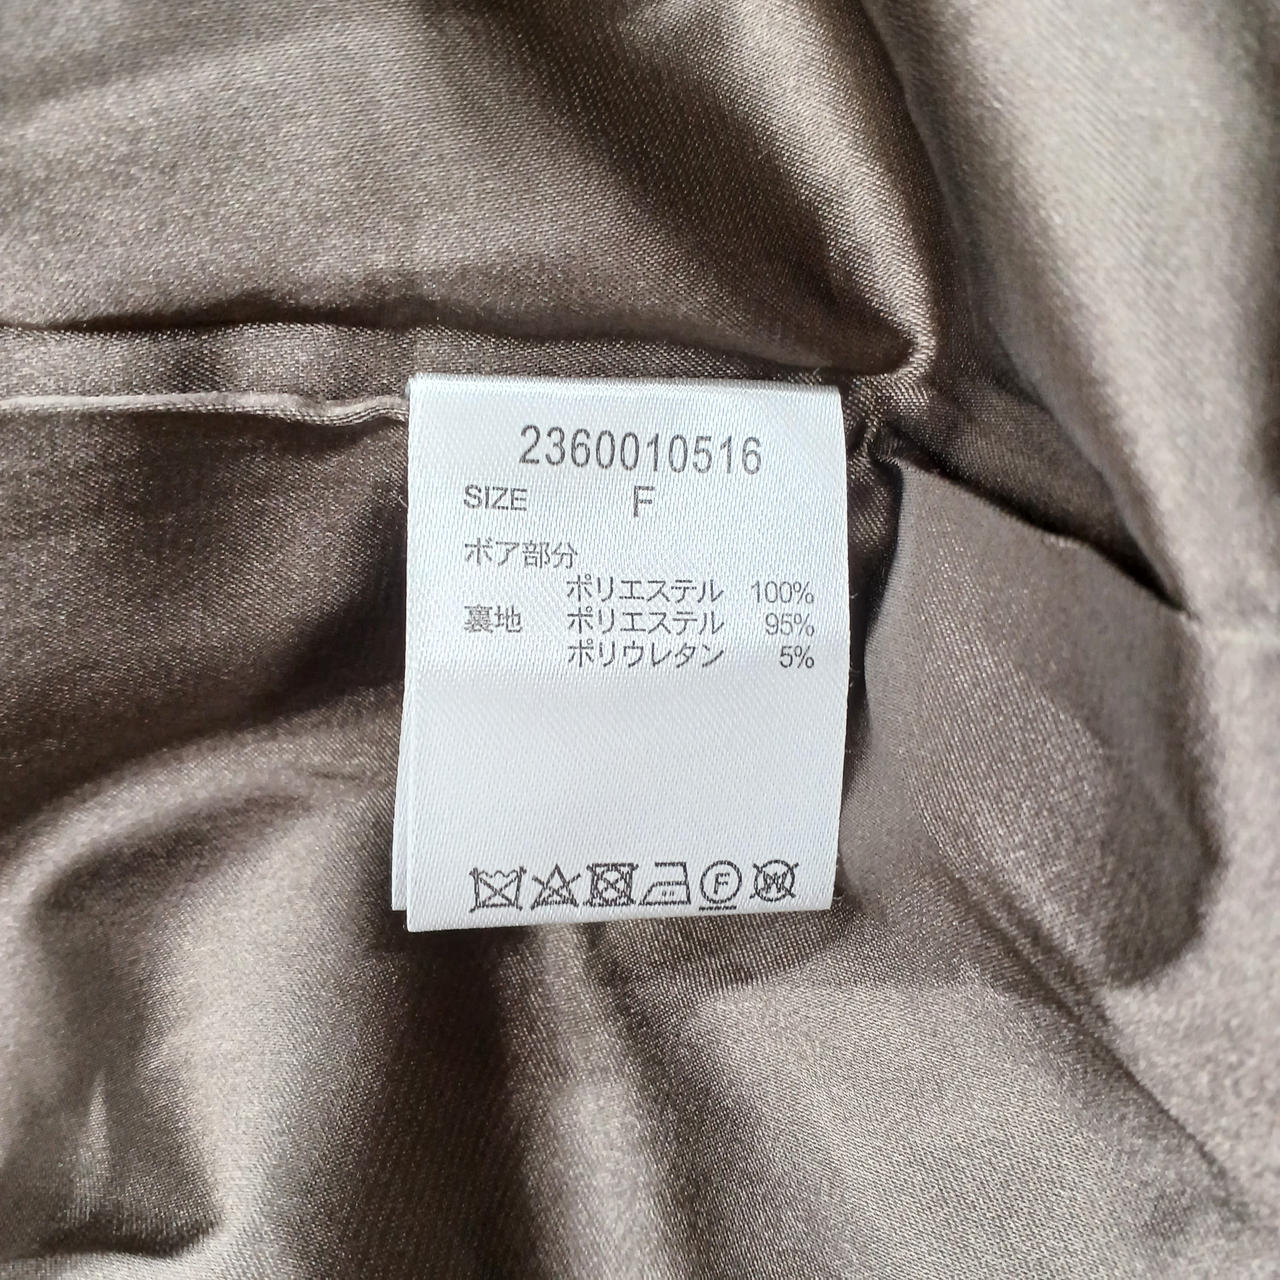 2360010516
SIZE F
ボア部分
ポリエステル 100%
裏地 ポリエステル 95%
ポリウレタン 5%
F W